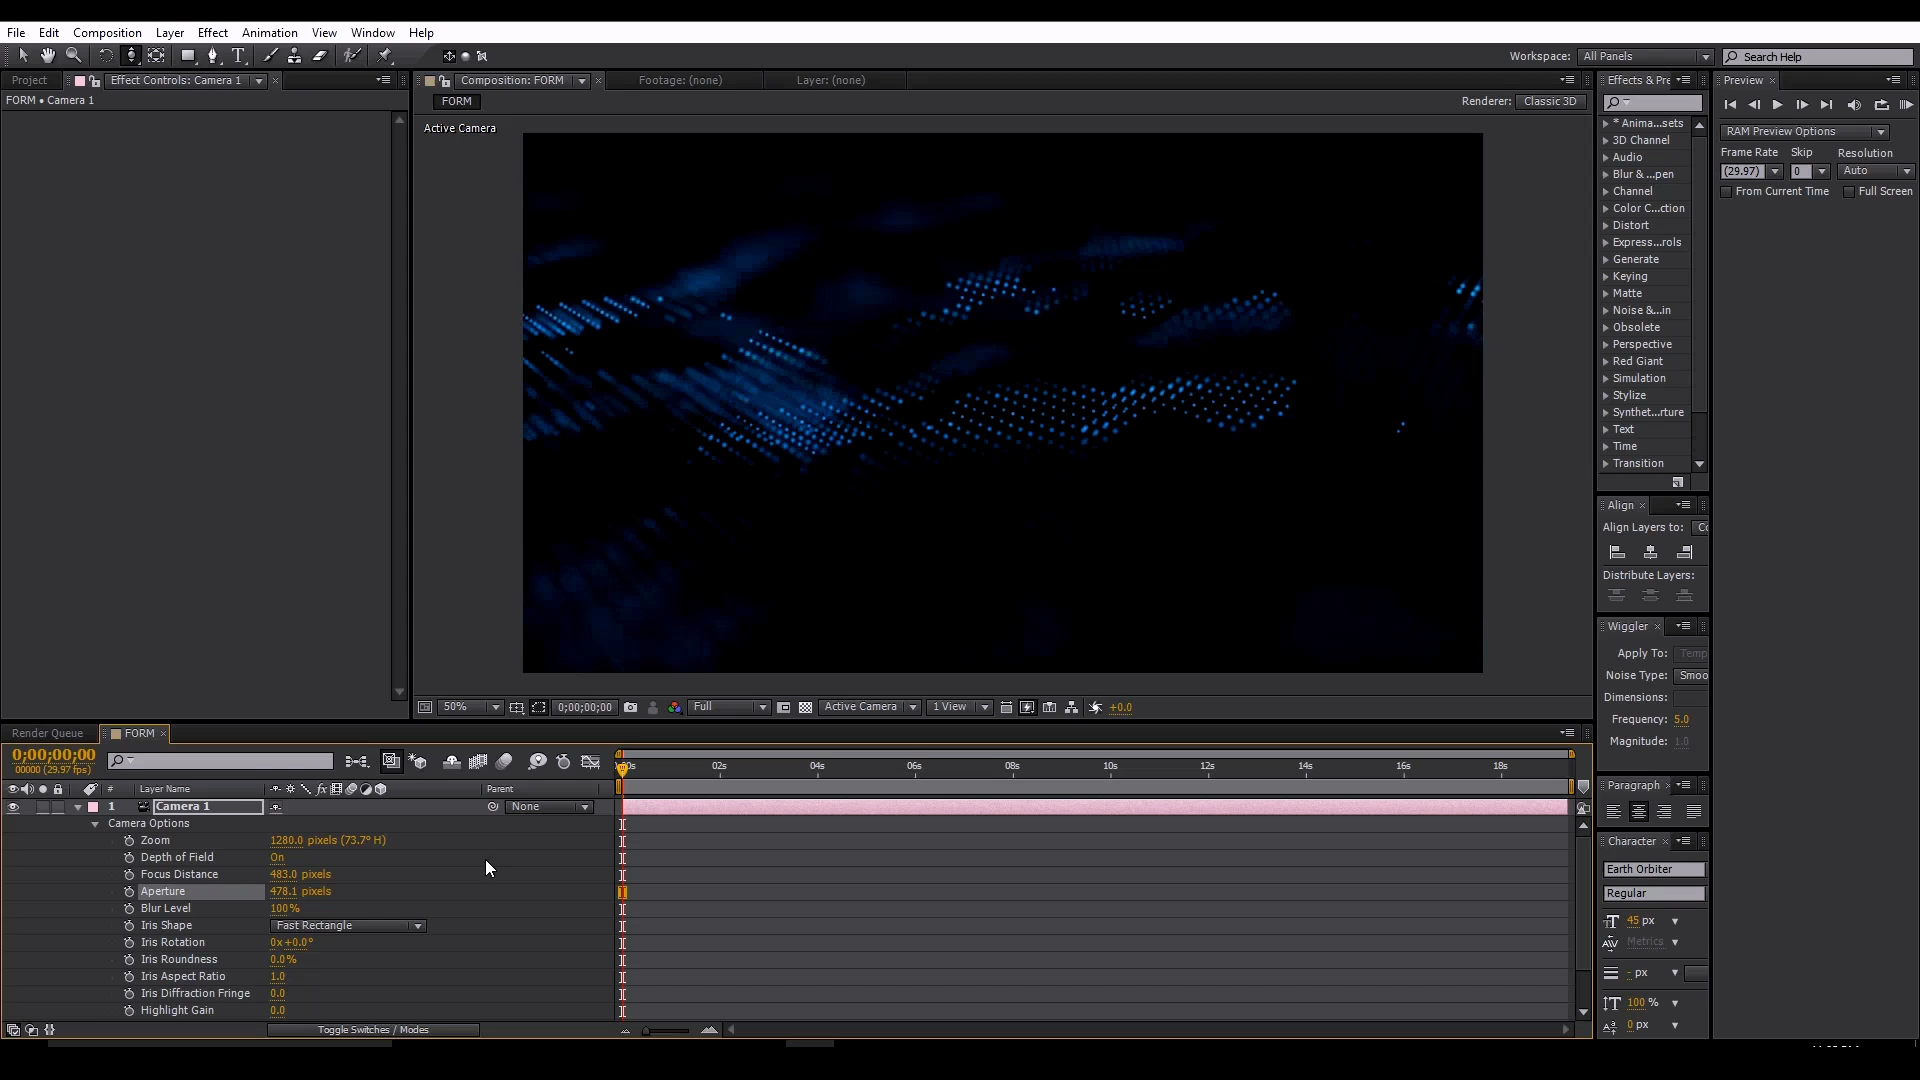 File Edit Composition Layer Effect Animation View Window Help
Workspace: All Panels Search Help
Project Effect Controls: Camera 1
FORM • Camera 1
Composition: FORM Footage: (none) Layer: (none)
FORM
Renderer: Classic 3D
Active Camera
50% 0;00;00;00 Full Active Camera 1 View +0.0
Effects & Pre
* Anima...sets
3D Channel
Audio
Blur & ...pen
Channel
Color C...ction
Distort
Express...rols
Generate
Keying
Matte
Noise &...in
Obsolete
Perspective
Red Giant
Simulation
Stylize
Synthet...rture
Text
Time
Transition
Preview
RAM Preview Options
Frame Rate Skip Resolution
(29.97) 0 Auto
From Current Time Full Screen
Align
Align Layers to:
Distribute Layers:
Wiggler
Apply To: Temp
Noise Type: Smoo
Dimensions:
Frequency: 5.0
Magnitude: 1.0
Paragraph
Character
Earth Orbiter
Regular
45 px
Metrics
- px
100 %
0 px
Render Queue FORM
0;00;00;00
00000 (29.97 fps)
02s 04s 06s 08s 10s 12s 14s 16s 18s
# Layer Name Parent
1 Camera 1 None
Camera Options
Zoom 1280.0 pixels (73.7° H)
Depth of Field On
Focus Distance 483.0 pixels
Aperture 478.1 pixels
Blur Level 100%
Iris Shape Fast Rectangle
Iris Rotation 0x+0.0°
Iris Roundness 0.0%
Iris Aspect Ratio 1.0
Iris Diffraction Fringe 0.0
Highlight Gain 0.0
Toggle Switches / Modes